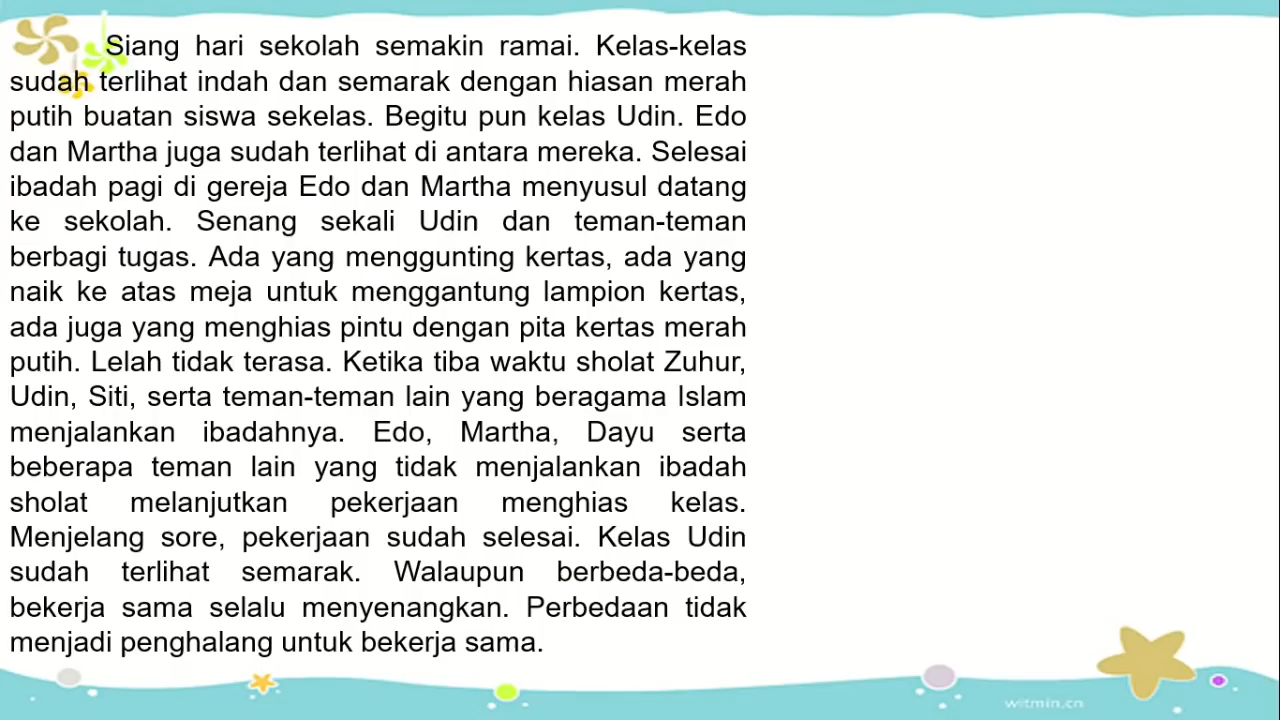 Siang hari sekolah semakin ramai. Kelas-kelas
sudah terlihat indah dan semarak dengan hiasan merah
putih buatan siswa sekelas. Begitu pun kelas Udin. Edo
dan Martha juga sudah terlihat di antara mereka. Selesai
ibadah pagi di gereja Edo dan Martha menyusul datang
ke sekolah. Senang sekali Udin dan teman-teman
berbagi tugas. Ada yang menggunting kertas, ada yang
naik ke atas meja untuk menggantung lampion kertas,
ada juga yang menghias pintu dengan pita kertas merah
putih. Lelah tidak terasa. Ketika tiba waktu sholat Zuhur,
Udin, Siti, serta teman-teman lain yang beragama Islam
menjalankan ibadahnya. Edo, Martha, Dayu serta
beberapa teman lain yang tidak menjalankan ibadah
sholat melanjutkan pekerjaan menghias kelas.
Menjelang sore, pekerjaan sudah selesai. Kelas Udin
sudah terlihat semarak. Walaupun berbeda-beda,
bekerja sama selalu menyenangkan. Perbedaan tidak
menjadi penghalang untuk bekerja sama.
witmin.cn